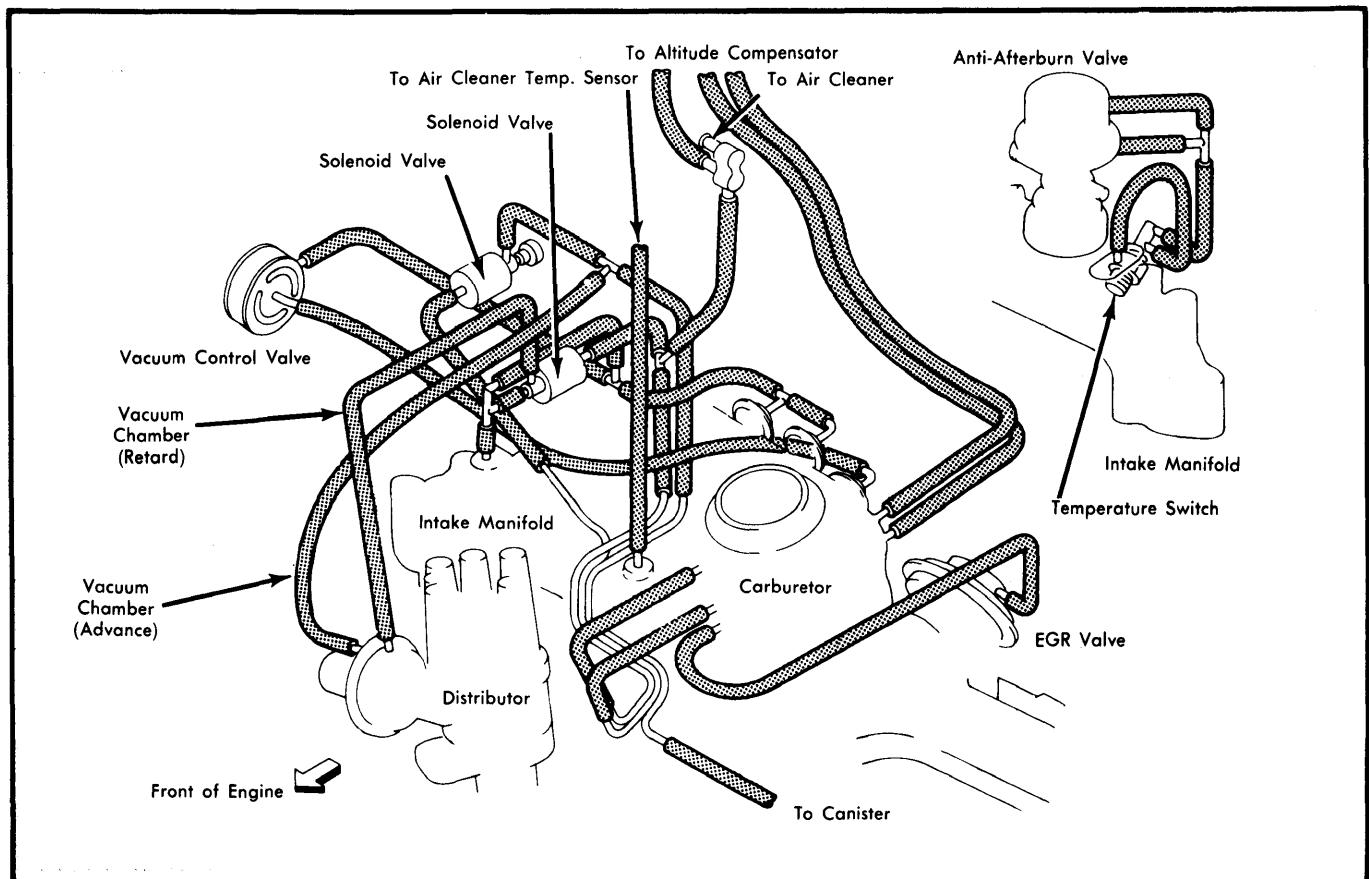 To Altitude Compensator
To Air Cleaner Temp. Sensor
To Air Cleaner
Anti-Afterburn Valve
Solenoid Valve
Solenoid Valve
Vacuum Control Valve
Vacuum
Chamber
(Retard)
Intake Manifold
Temperature Switch
Intake Manifold
Carburetor
Vacuum
Chamber
(Advance)
EGR Valve
Distributor
Front of Engine
To Canister